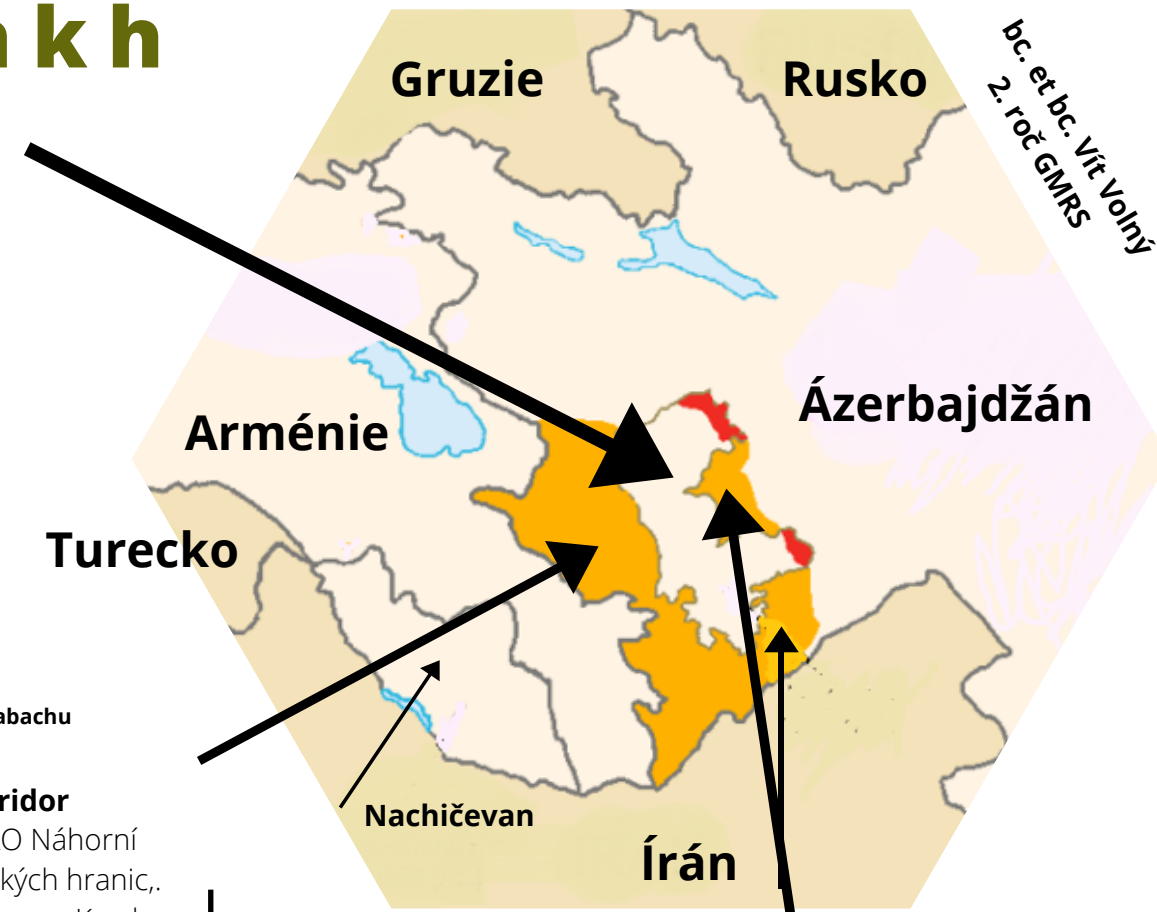 kh
Gruzie
Rusko
bc. et bc. Vít Volný
2. roč GMRS
Ázerbajdžán
Arménie
Turecko
abachu
ridor
O Náhorní
kých hranic,.
Nachičevan
Írán